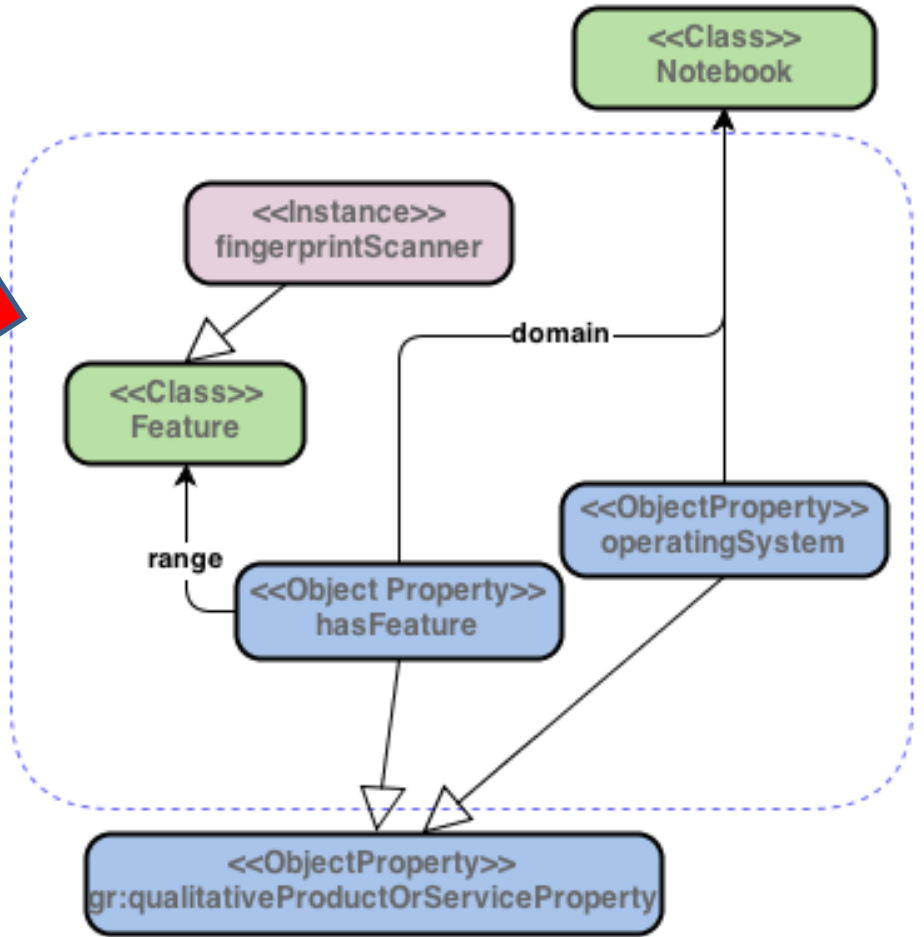 <<Class>>
Notebook
<<Instance>>
fingerprintScanner
domain
<<Class>>
Feature
<<ObjectProperty>>
operatingSystem
range
<<Object Property>>
hasFeature
<<ObjectProperty>>
gr:qualitativeProductOrServiceProperty